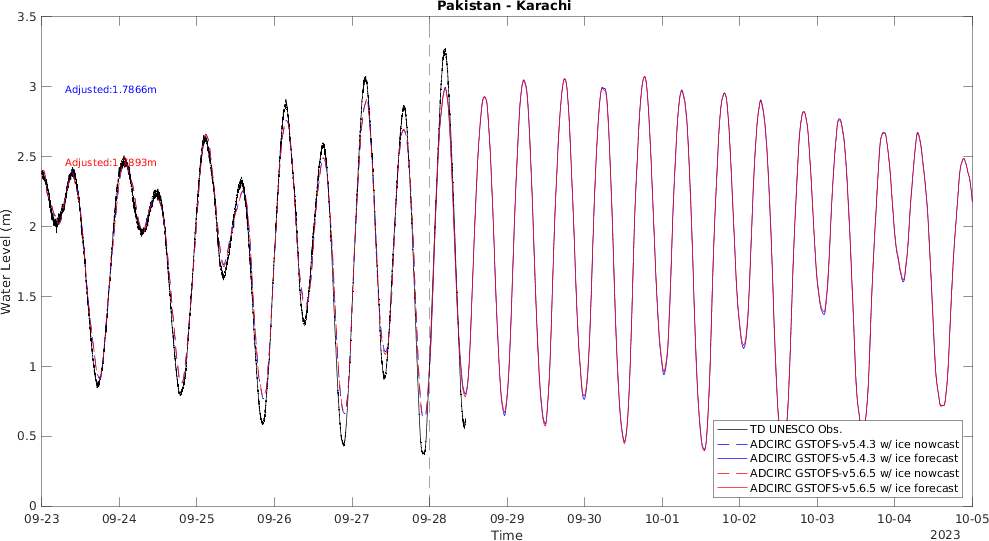 Pakistan - Karachi
3.5
3
2.5
2
1.5
1
0.5
0
Water Level (m)
Adjusted:1.7866m
TD UNESCO Obs.
ADCIRC GSTOFS-v5.4.3 w/ ice nowcast
ADCIRC GSTOFS-v5.4.3 w/ ice forecast
ADCIRC GSTOFS-v5.6.5 w/ ice nowcast
ADCIRC GSTOFS-v5.6.5 w/ ice forecast
09-23 09-24 09-25 09-26 09-27 09-28 09-29 09-30 10-01 10-02 10-03 10-04 10-05
Time
2023